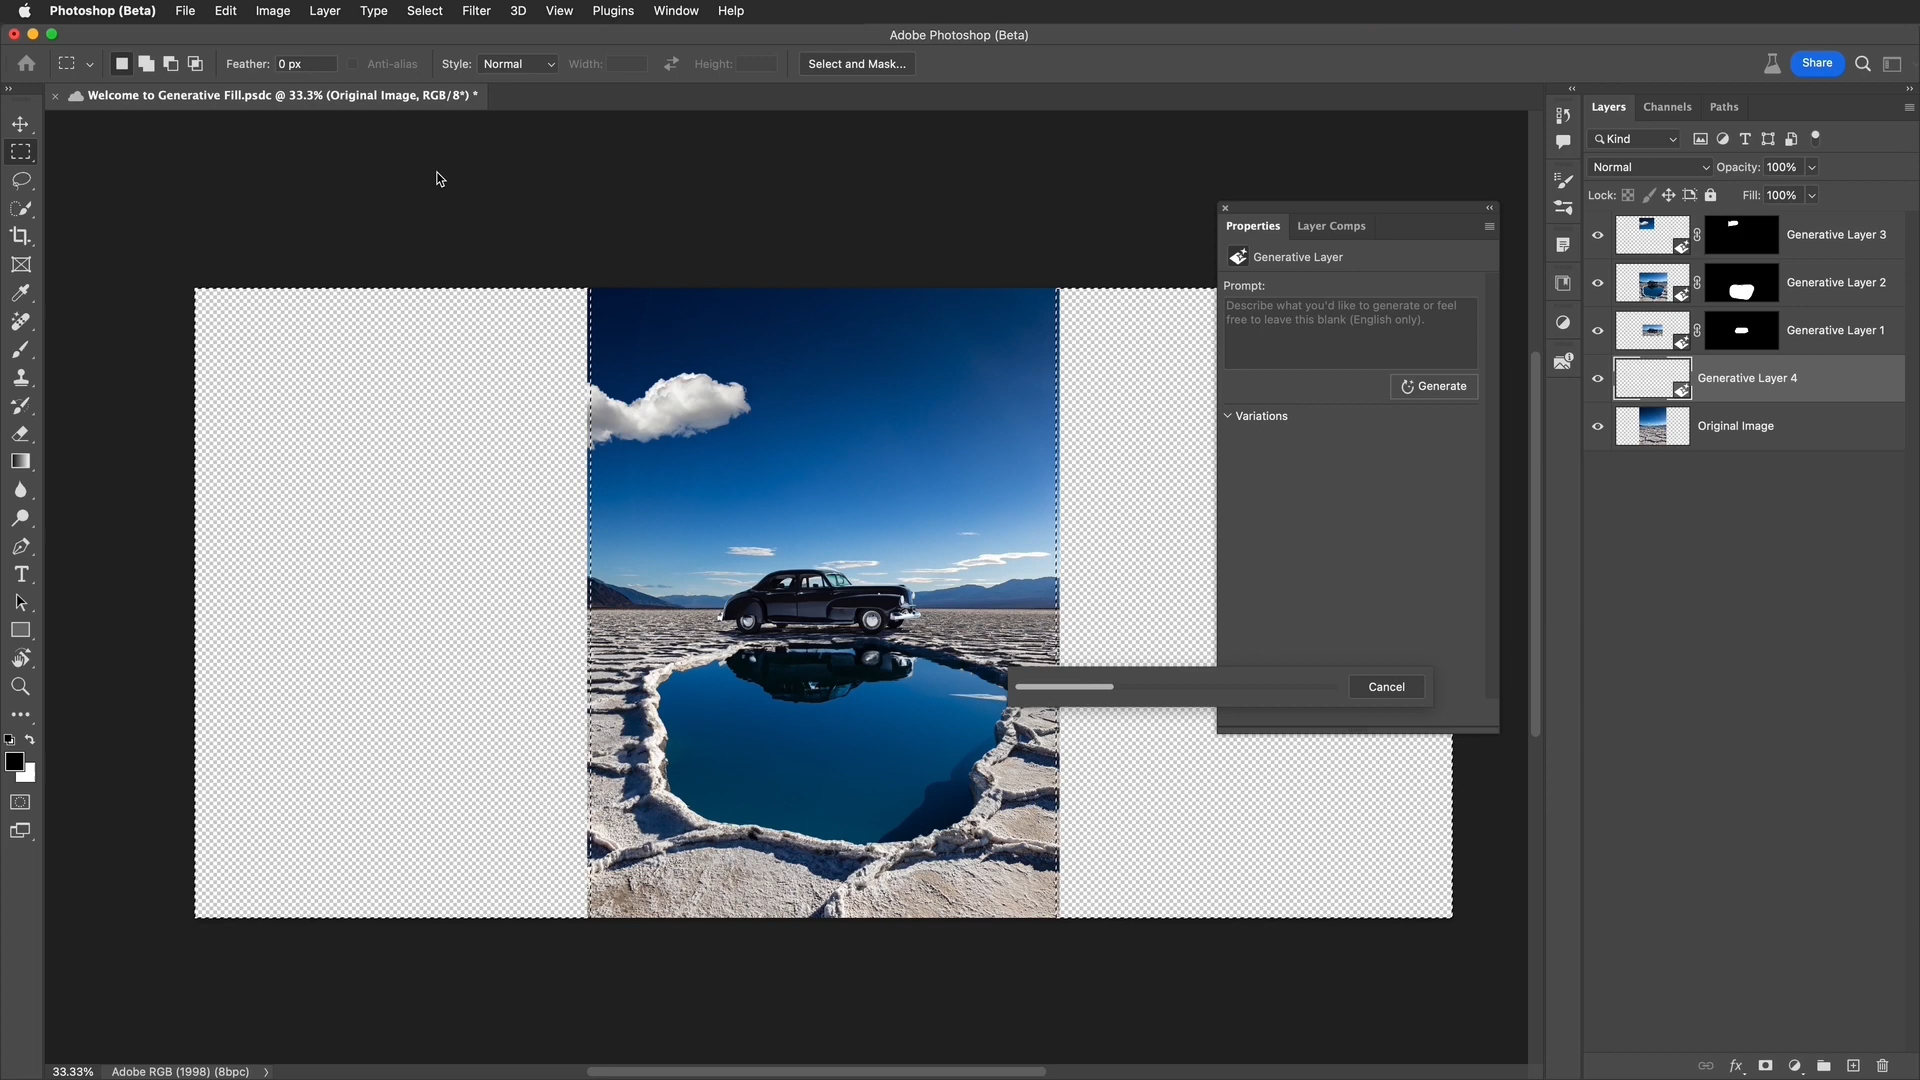 Photoshop (Beta) File Edit Image Layer Type Select Filter 3D View Plugins Window Help
Adobe Photoshop (Beta)
Feather: 0 px Anti-alias Style: Normal Width: Height: Select and Mask... Share
Welcome to Generative Fill.psdc @ 33.3% (Original Image, RGB/8*) *
Layers Channels Paths
Kind
Normal Opacity: 100%
Lock: Fill: 100%
Generative Layer 3
Generative Layer 2
Generative Layer 1
Generative Layer 4
Original Image
Properties Layer Comps
Generative Layer
Prompt:
Describe what you'd like to generate or feel
free to leave this blank (English only).
Generate
Variations
Cancel
33.33% Adobe RGB (1998) (8bpc)